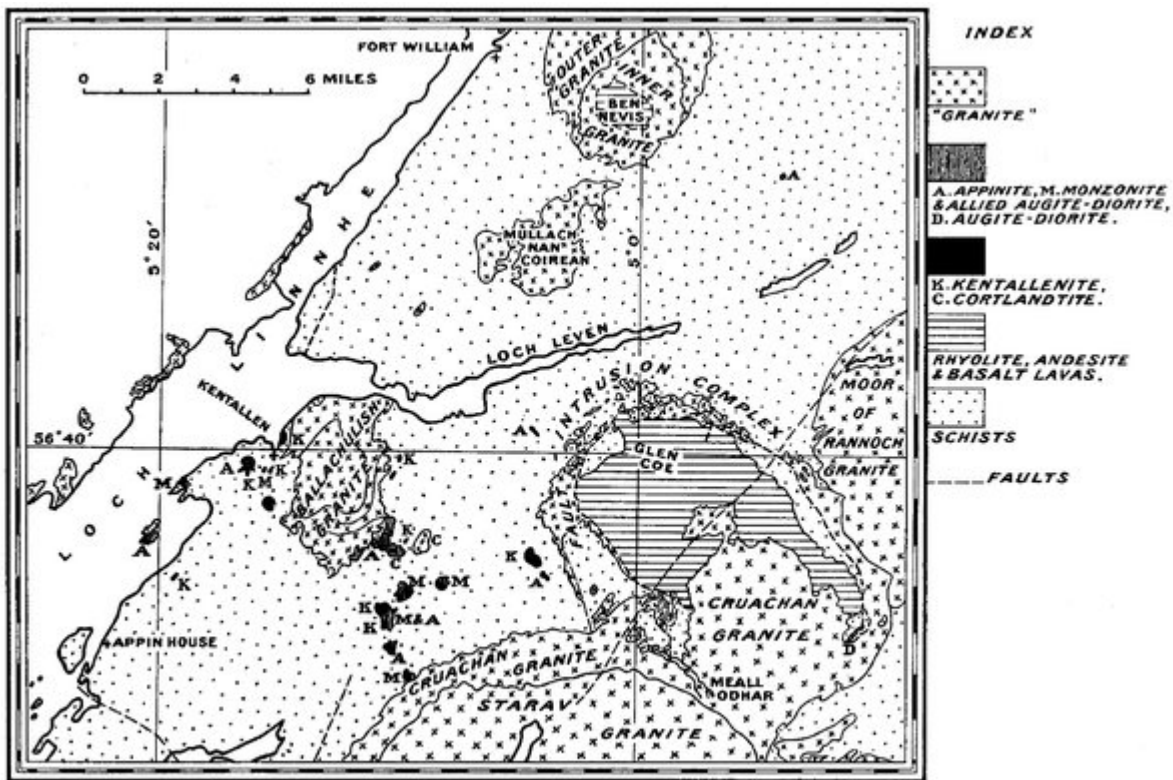 FORT WILLIAM
0 2 4 6 MILES
OUTER
GRANITE
INNER
GRANITE
BEN
NEVIS
A
5° 20'
5° 0'
MULLACH
NAN
COIREAN
LOCH LINNHE
LOCH LEVEN
KENTALLEN
56° 40'
K
A
K
M
K
M
A
K
BALLACHULISH
GRANITE
K
A
C
C
A
K
A
M
M
K
K
M&A
A
M
FAULT INTRUSION COMPLEX
GLEN
COE
MOOR
OF
RANNOCH
GRANITE
CRUACHAN
GRANITE
D
MEALL
ODHAR
CRUACHAN GRANITE
STARAV
GRANITE
APPIN HOUSE
INDEX
"GRANITE"
A. APPINITE, M. MONZONITE
& ALLIED AUGITE-DIORITE,
D. AUGITE-DIORITE.
K. KENTALLENITE,
C. CORTLANDTITE.
RHYOLITE, ANDESITE
& BASALT LAVAS.
SCHISTS
FAULTS